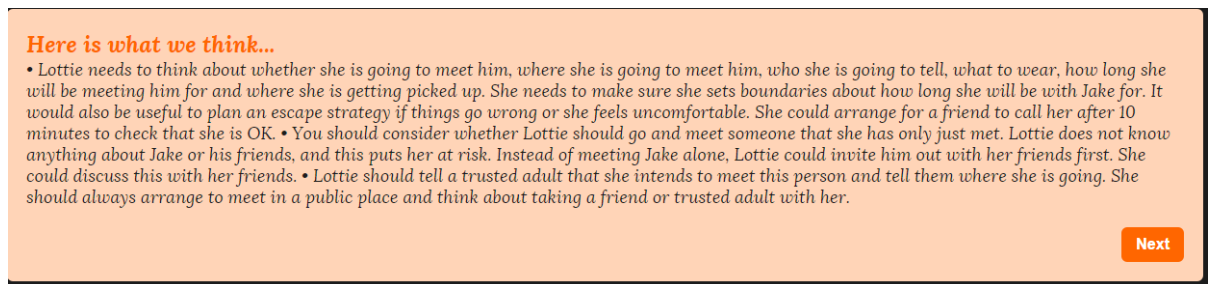 Here is what we think...
• Lottie needs to think about whether she is going to meet him, where she is going to meet him, who she is going to tell, what to wear, how long she
will be meeting him for and where she is getting picked up. She needs to make sure she sets boundaries about how long she will be with Jake for. It
would also be useful to plan an escape strategy if things go wrong or she feels uncomfortable. She could arrange for a friend to call her after 10
minutes to check that she is OK. • You should consider whether Lottie should go and meet someone that she has only just met. Lottie does not know
anything about Jake or his friends, and this puts her at risk. Instead of meeting Jake alone, Lottie could invite him out with her friends first. She
could discuss this with her friends. • Lottie should tell a trusted adult that she intends to meet this person and tell them where she is going. She
should always arrange to meet in a public place and think about taking a friend or trusted adult with her.
Next